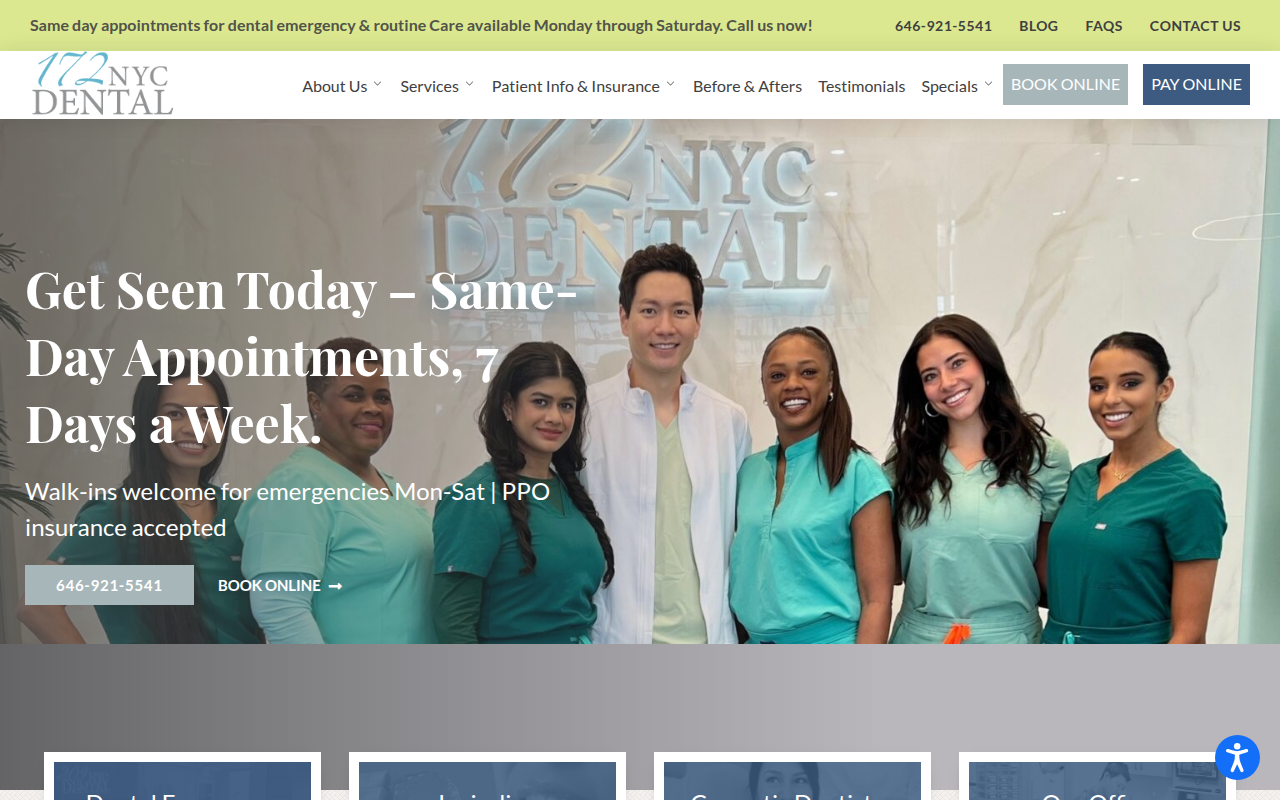 Same day appointments for dental emergency & routine Care available Monday through Saturday. Call us now!
646-921-5541 BLOG FAQS CONTACT US
172 NYC
DENTAL
About Us Services Patient Info & Insurance Before & Afters Testimonials Specials BOOK ONLINE PAY ONLINE
172 NYC
DENTAL
Get Seen Today – Same-
Day Appointments, 7
Days a Week.
Walk-ins welcome for emergencies Mon-Sat | PPO
insurance accepted
646-921-5541 BOOK ONLINE